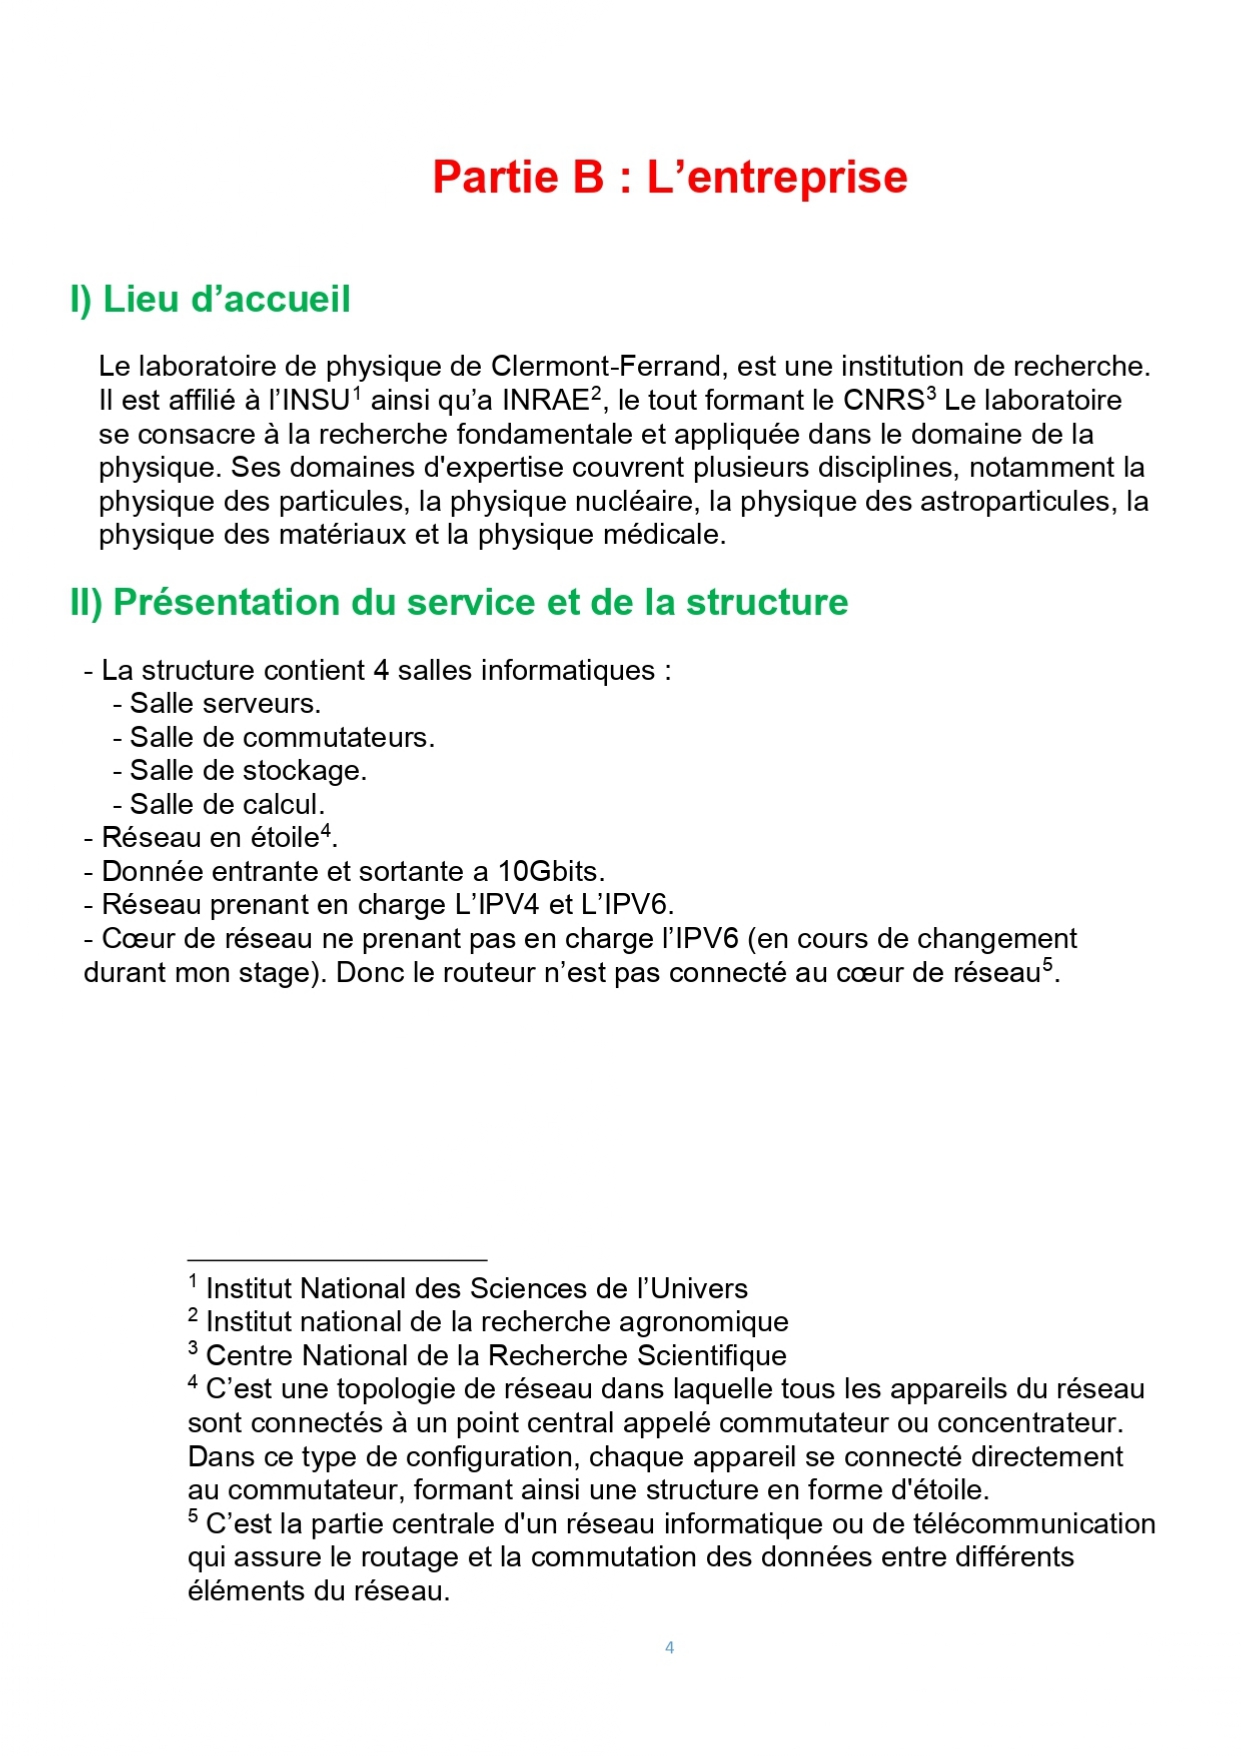 Partie B : L’entreprise
I) Lieu d’accueil
Le laboratoire de physique de Clermont-Ferrand, est une institution de recherche.
Il est affilié à l’INSU¹ ainsi qu’a INRAE², le tout formant le CNRS³ Le laboratoire
se consacre à la recherche fondamentale et appliquée dans le domaine de la
physique. Ses domaines d'expertise couvrent plusieurs disciplines, notamment la
physique des particules, la physique nucléaire, la physique des astroparticules, la
physique des matériaux et la physique médicale.
II) Présentation du service et de la structure
- La structure contient 4 salles informatiques :
- Salle serveurs.
- Salle de commutateurs.
- Salle de stockage.
- Salle de calcul.
- Réseau en étoile⁴.
- Donnée entrante et sortante a 10Gbits.
- Réseau prenant en charge L’IPV4 et L’IPV6.
- Cœur de réseau ne prenant pas en charge l’IPV6 (en cours de changement
durant mon stage). Donc le routeur n’est pas connecté au cœur de réseau⁵.
¹ Institut National des Sciences de l’Univers
² Institut national de la recherche agronomique
³ Centre National de la Recherche Scientifique
⁴ C’est une topologie de réseau dans laquelle tous les appareils du réseau
sont connectés à un point central appelé commutateur ou concentrateur.
Dans ce type de configuration, chaque appareil se connecté directement
au commutateur, formant ainsi une structure en forme d'étoile.
⁵ C’est la partie centrale d'un réseau informatique ou de télécommunication
qui assure le routage et la commutation des données entre différents
éléments du réseau.
4